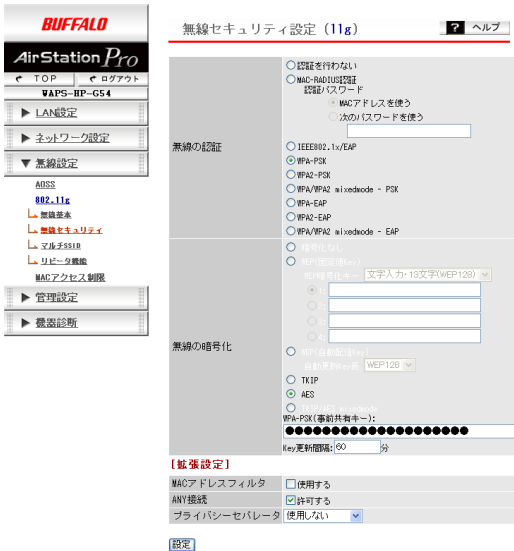 BUFFALO
AirStation Pro
TOP
ログアウト
WAPS-HP-G54
LAN設定
ネットワーク設定
無線設定
AOSS
802.11g
無線基本
無線セキュリティ
マルチSSID
リピータ機能
MACアクセス制限
管理設定
機器診断
無線セキュリティ設定 (11g)
? ヘルプ
無線の認証
認証を行わない
MAC-RADIUS認証
認証パスワード
MACアドレスを使う
次のパスワードを使う
IEEE802.1x/EAP
WPA-PSK
WPA2-PSK
WPA/WPA2 mixedmode - PSK
WPA-EAP
WPA2-EAP
WPA/WPA2 mixedmode - EAP
無線の暗号化
暗号化なし
WEP(固定値Key)
WEP暗号化キー 文字入力・13文字(WEP128)
1:
2:
3:
4:
WEP(自動配信Key)
自動更新Key長 WEP128
TKIP
AES
TKIP/AES mixedmode
WPA-PSK(事前共有キー):
●●●●●●●●●●●●●●●●●●●●
Key更新間隔: 60 分
[拡張設定]
MACアドレスフィルタ 使用する
ANY接続 許可する
プライバシーセパレータ 使用しない
設定